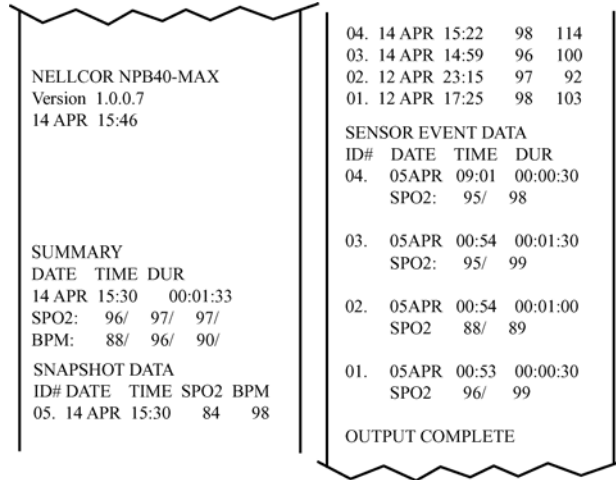 NELLCOR NPB40-MAX
Version 1.0.0.7
14 APR 15:46
SUMMARY
DATE TIME DUR
14 APR 15:30 00:01:33
SPO2: 96/ 97/ 97/
BPM: 88/ 96/ 90/
SNAPSHOT DATA
ID# DATE TIME SPO2 BPM
05. 14 APR 15:30 84 98
04. 14 APR 15:22 98 114
03. 14 APR 14:59 96 100
02. 12 APR 23:15 97 92
01. 12 APR 17:25 98 103
SENSOR EVENT DATA
ID# DATE TIME DUR
04. 05APR 09:01 00:00:30
SPO2: 95/ 98
03. 05APR 00:54 00:01:30
SPO2: 95/ 99
02. 05APR 00:54 00:01:00
SPO2 88/ 89
01. 05APR 00:53 00:00:30
SPO2 96/ 99
OUTPUT COMPLETE